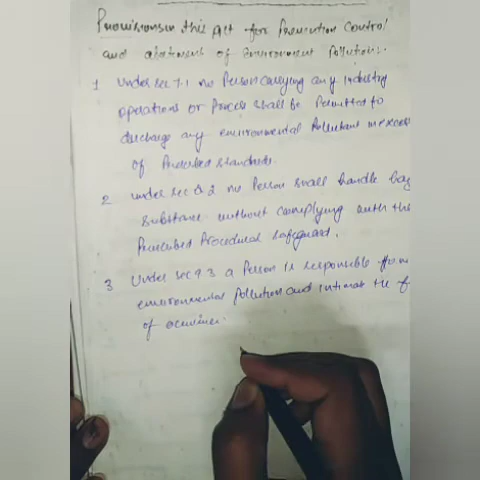 Provisions in this Act for Prevention Control
and abatement of environment Pollution:
1 Under sec 7.1 no Person carrying any industry
operations or Process shall be Permitted to
discharge any environmental Pollutant in excess
of Prescribed standards.
2 under sec 8.2 no Person shall handle haz
substance without complying with the
Prescribed Procedural safeguard.
3 Under sec 9.3 a Person is responsible for
environmental Pollution and intimate the f
of